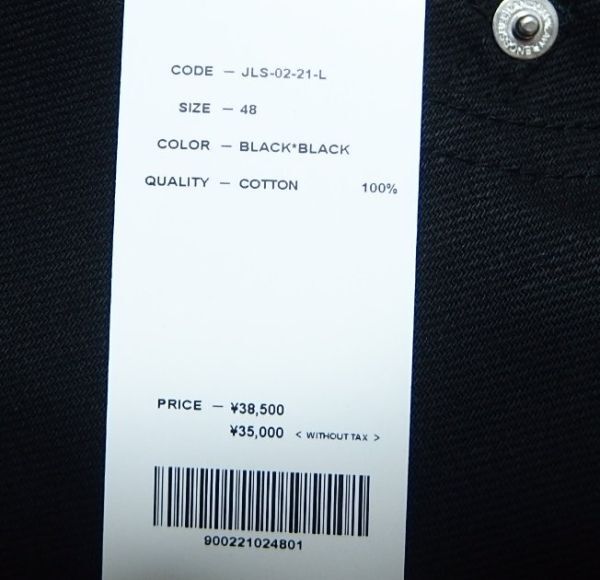 CODE – JLS-02-21-L
SIZE – 48
COLOR – BLACK*BLACK
QUALITY – COTTON 100%
PRICE – ¥38,500
¥35,000 < WITHOUT TAX >
900221024801